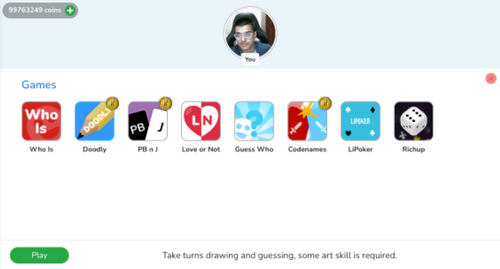 99763249 coins
You
Games
Who
Is
DOODLY
PB
J
LN
?
LIPOKER
Who Is
Doodly
PB n J
Love or Not
Guess Who
Codenames
LiPoker
Richup
Play
Take turns drawing and guessing, some art skill is required.